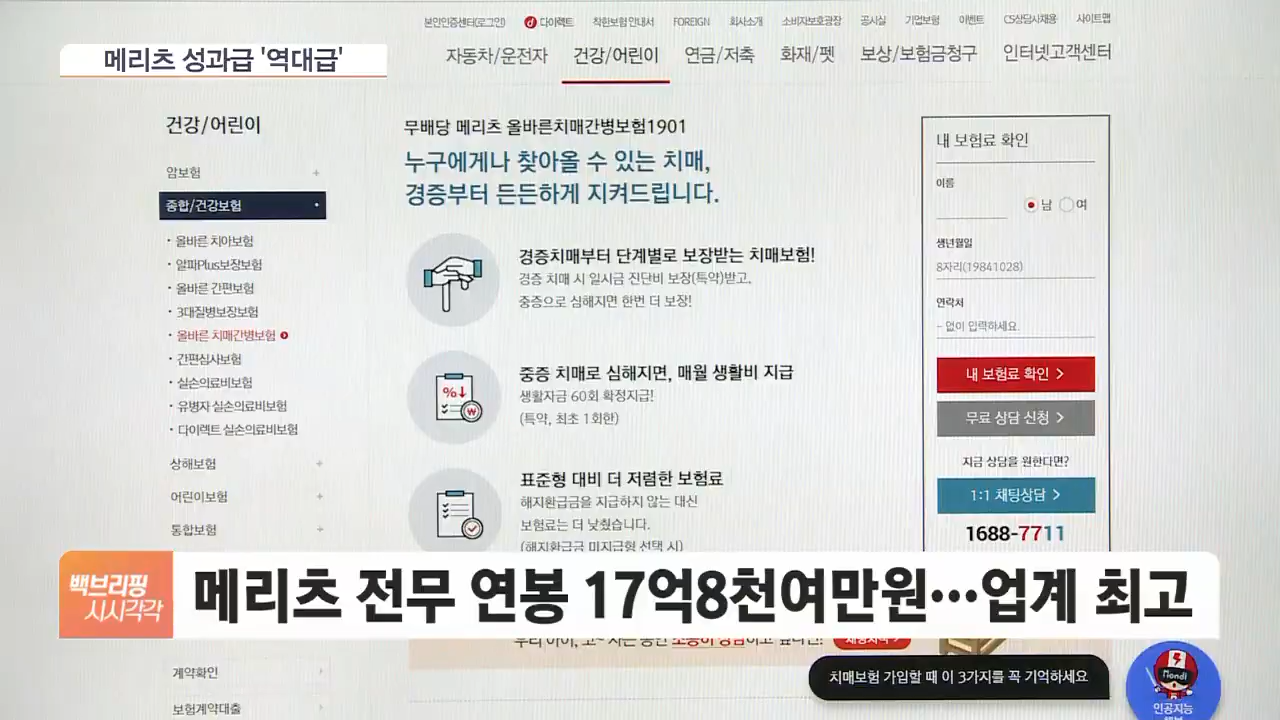 본인인증센터(로그인) 다이렉트 착한보험 안내서 FOREIGN 회사소개 소비자보호광장 공시실 기업보험 이벤트 CS상담사채용 사이트맵
메리츠 성과급 '역대급'
자동차/운전자 건강/어린이 연금/저축 화재/펫 보상/보험금청구 인터넷고객센터
건강/어린이
암보험 +
종합/건강보험
· 올바른 치아보험
· 알파Plus보장보험
· 올바른 간편보험
· 3대질병보장보험
· 올바른 치매간병보험
· 간편심사보험
· 실손의료비보험
· 유병자 실손의료비보험
· 다이렉트 실손의료비보험
상해보험 +
어린이보험 +
통합보험 +
무배당 메리츠 올바른치매간병보험1901
누구에게나 찾아올 수 있는 치매,
경증부터 든든하게 지켜드립니다.
경증치매부터 단계별로 보장받는 치매보험!
경증 치매 시 일시금 진단비 보장(특약)받고,
중증으로 심해지면 한번 더 보장!
%↓
₩
중증 치매로 심해지면, 매월 생활비 지급
생활자금 60회 확정지급!
(특약, 최초 1회한)
표준형 대비 더 저렴한 보험료
해지환급금을 지급하지 않는 대신
보험료는 더 낮췄습니다.
(해지환급금 미지급형 선택 시)
내 보험료 확인
이름
남 여
생년월일
8자리(19841028)
연락처
- 없이 입력하세요.
내 보험료 확인 >
무료 상담 신청 >
지금 상담을 원한다면?
1:1 채팅상담 >
1688-7711
백브리핑
시시각각
메리츠 전무 연봉 17억8천여만원…업계 최고
계약확인
보험계약대출
치매보험 가입할 때 이 3가지를 꼭 기억하세요
Mondi
인공지능